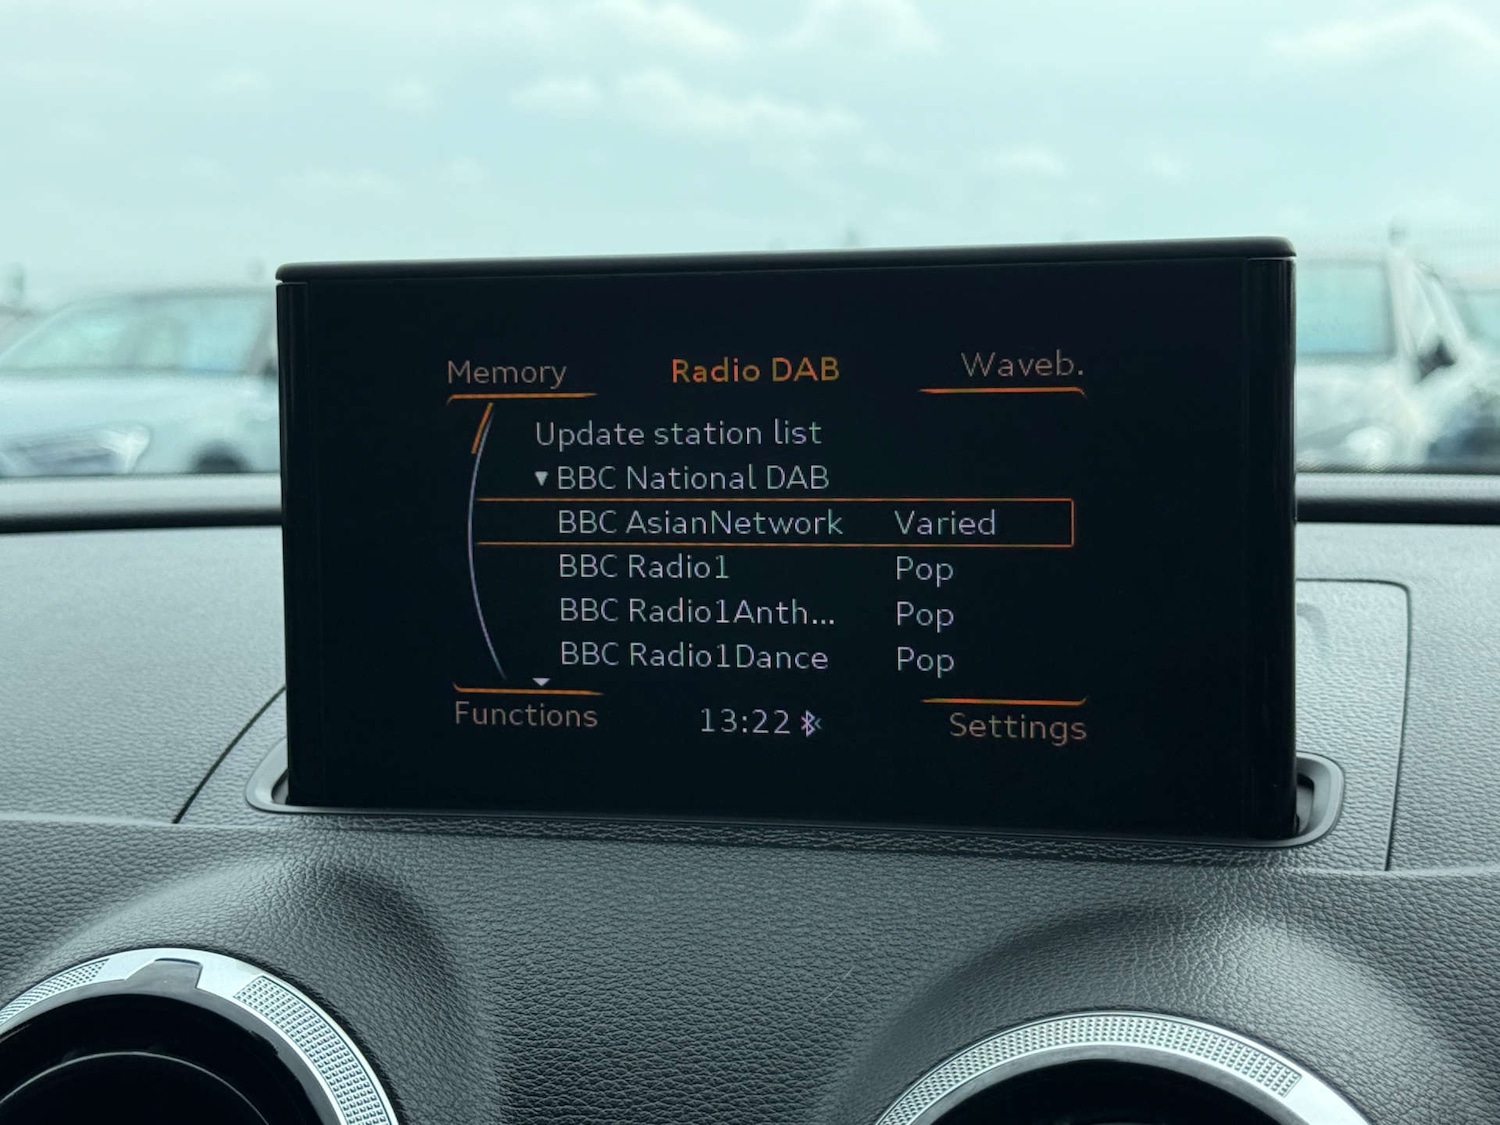 Memory Radio DAB Waveb.
Update station list
▼ BBC National DAB
BBC AsianNetwork Varied
BBC Radio1 Pop
BBC Radio1Anth... Pop
BBC Radio1Dance Pop
Functions 13:22 Settings